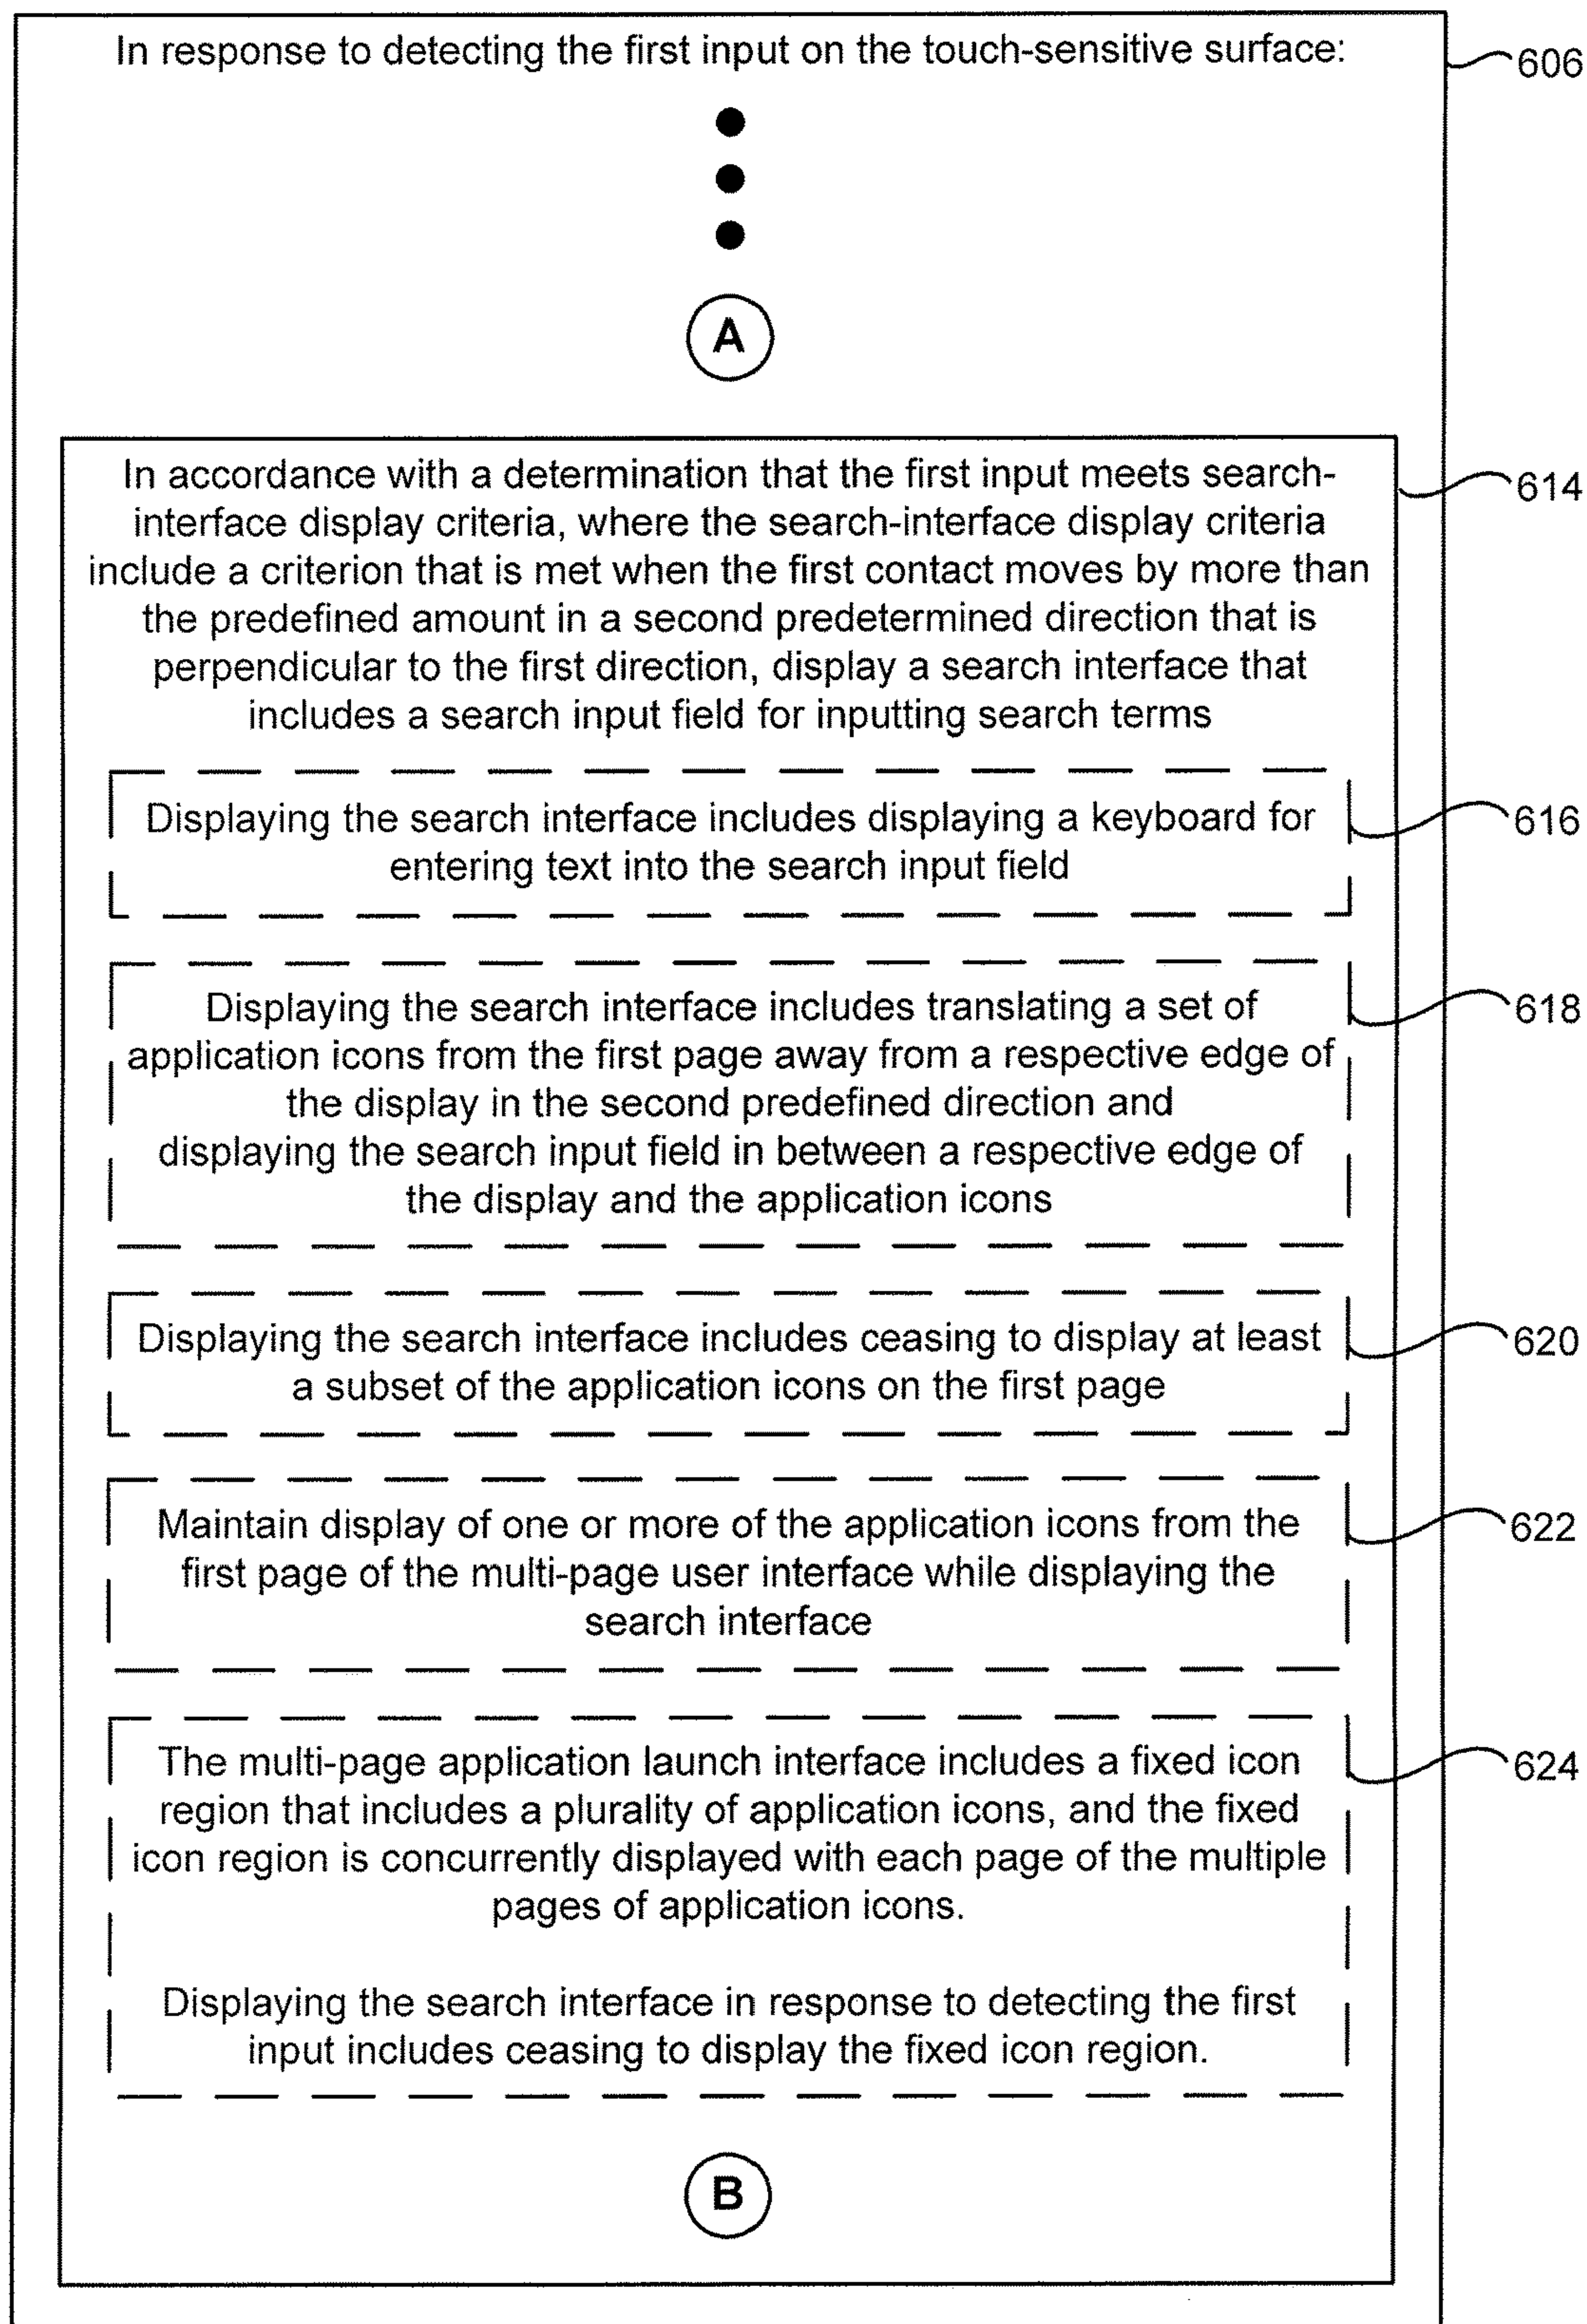 In response to detecting the first input on the touch-sensitive surface:
606
A
In accordance with a determination that the first input meets search-
614
interface display criteria, where the search-interface display criteria
include a criterion that is met when the first contact moves by more than
the predefined amount in a second predetermined direction that is
perpendicular to the first direction, display a search interface that
includes a search input field for inputting search terms
Displaying the search interface includes displaying a keyboard for
616
entering text into the search input field
Displaying the search interface includes translating a set of
618
application icons from the first page away from a respective edge of
the display in the second predefined direction and
displaying the search input field in between a respective edge of
the display and the application icons
Displaying the search interface includes ceasing to display at least
620
a subset of the application icons on the first page
Maintain display of one or more of the application icons from the
622
first page of the multi-page user interface while displaying the
search interface
The multi-page application launch interface includes a fixed icon
624
region that includes a plurality of application icons, and the fixed
icon region is concurrently displayed with each page of the multiple
pages of application icons.
Displaying the search interface in response to detecting the first
input includes ceasing to display the fixed icon region.
B